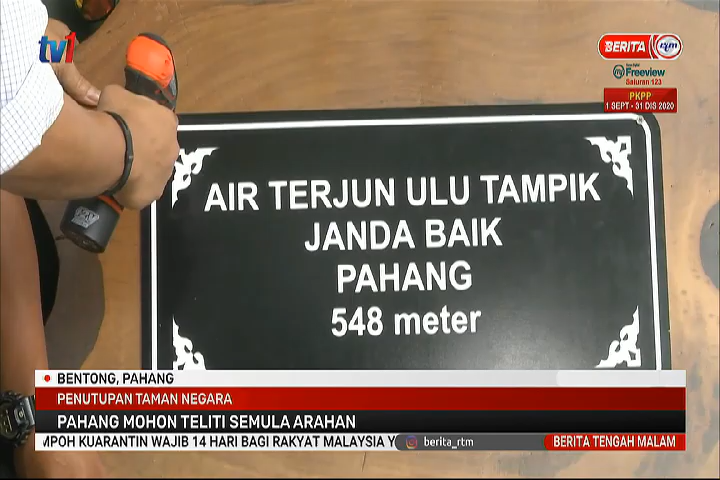 tv1
BERITA rtm
my Freeview
Saluran 123
PKPP
1 SEPT - 31 DIS 2020
AIR TERJUN ULU TAMPIK
JANDA BAIK
PAHANG
548 meter
BENTONG, PAHANG
PENUTUPAN TAMAN NEGARA
PAHANG MOHON TELITI SEMULA ARAHAN
MPOH KUARANTIN WAJIB 14 HARI BAGI RAKYAT MALAYSIA Y
berita_rtm
BERITA TENGAH MALAM